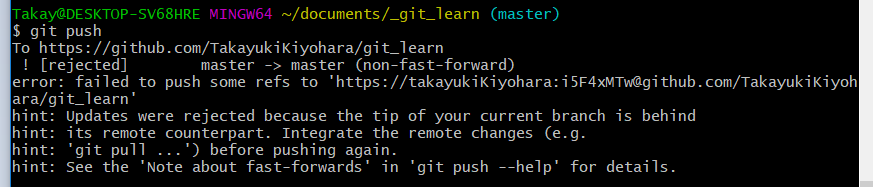 Takay@DESKTOP-SV68HRE MINGW64 ~/documents/_git_learn (master)
$ git push
To https://github.com/TakayukiKiyohara/git_learn
 ! [rejected]        master -> master (non-fast-forward)
error: failed to push some refs to 'https://takayukiKiyohara:i5F4xMTw@github.com/TakayukiKiyoh
ara/git_learn'
hint: Updates were rejected because the tip of your current branch is behind
hint: its remote counterpart. Integrate the remote changes (e.g.
hint: 'git pull ...') before pushing again.
hint: See the 'Note about fast-forwards' in 'git push --help' for details.